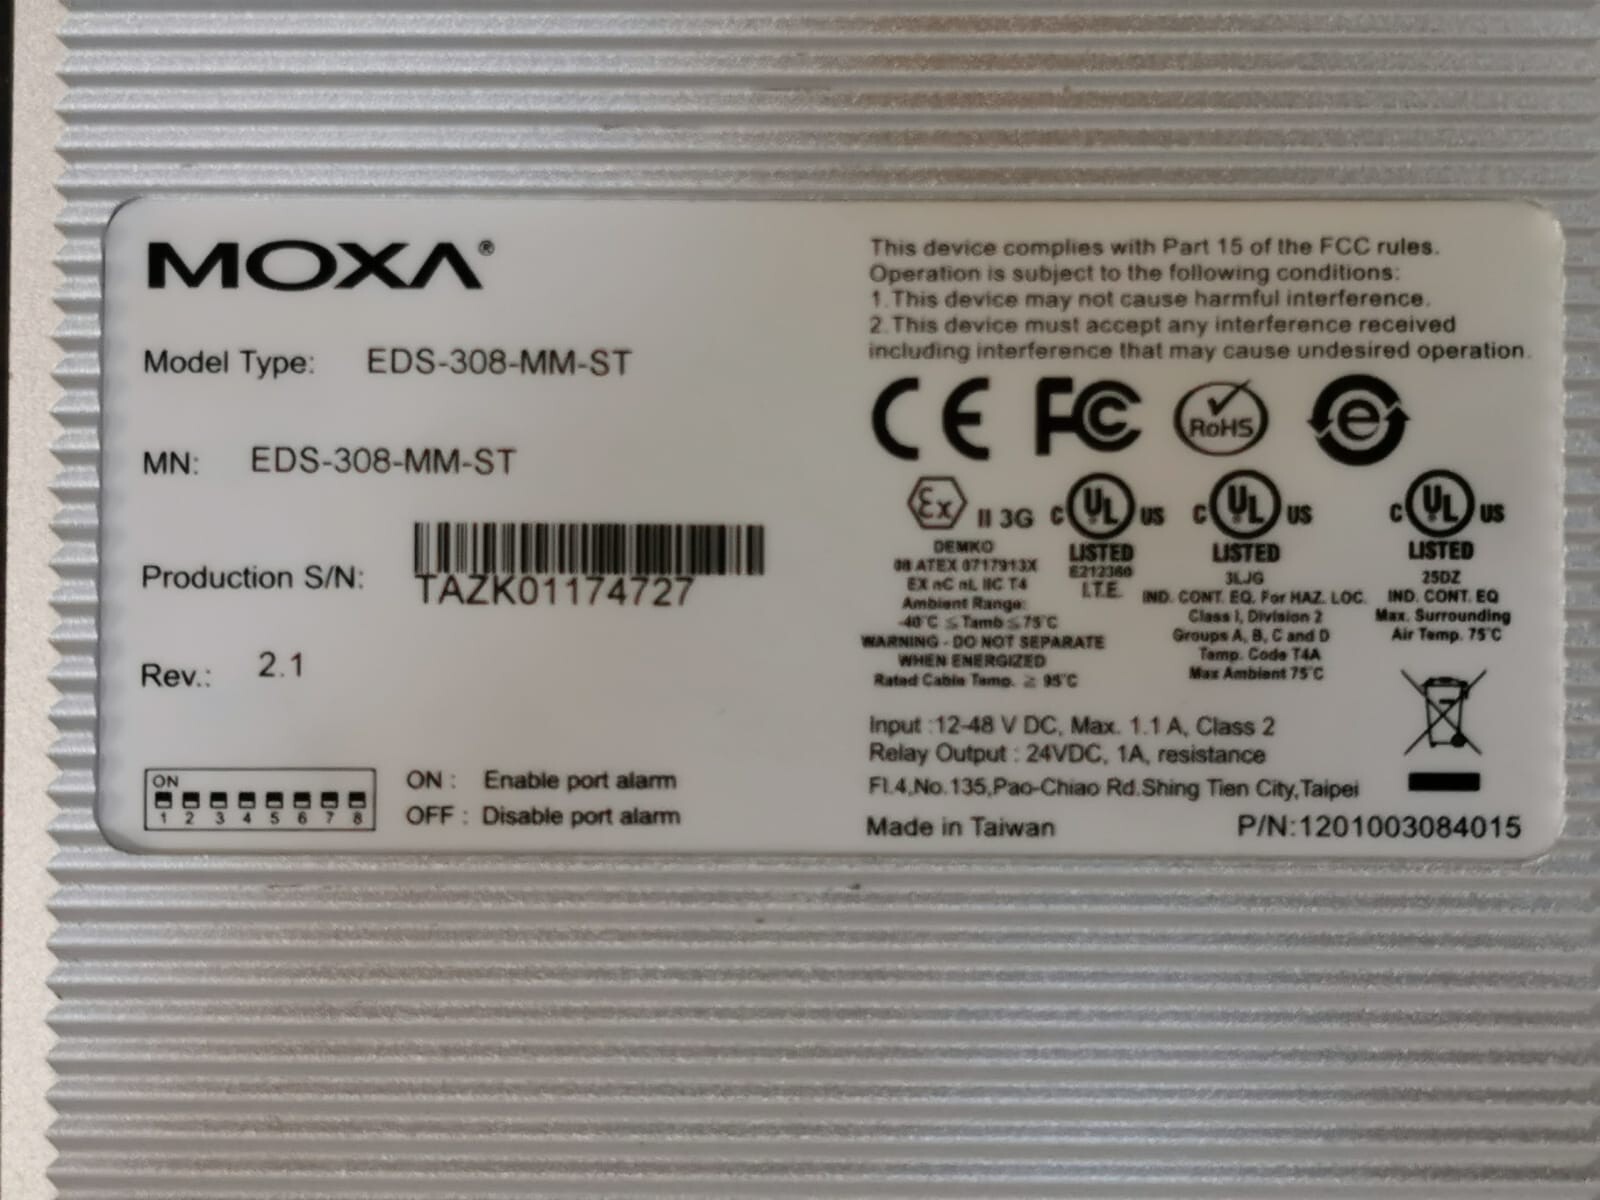 MOXA®
Model Type: EDS-308-MM-ST
MN: EDS-308-MM-ST
Production S/N:
TAZK01174727
Rev.: 2.1
ON
1 2 3 4 5 6 7 8
ON : Enable port alarm
OFF : Disable port alarm
This device complies with Part 15 of the FCC rules.
Operation is subject to the following conditions:
1.This device may not cause harmful interference.
2.This device must accept any interference received
including interference that may cause undesired operation.
CE FC RoHS e
Ex II 3G
DEMKO
08 ATEX 0717913X
EX nC nL IIC T4
Ambient Range:
-40°C ≤ Tamb ≤ 75°C
WARNING - DO NOT SEPARATE
WHEN ENERGIZED
Rated Cable Temp. ≥ 95°C
C UL US
LISTED
E212360
I.T.E.
C UL US
LISTED
3LJG
IND. CONT. EQ. For HAZ. LOC.
Class I, Division 2
Groups A, B, C and D
Temp. Code T4A
Max Ambient 75°C
C UL US
LISTED
25DZ
IND. CONT. EQ
Max. Surrounding
Air Temp. 75°C
Input :12-48 V DC, Max. 1.1 A, Class 2
Relay Output : 24VDC, 1A, resistance
Fl.4,No.135,Pao-Chiao Rd.Shing Tien City,Taipei
Made in Taiwan
P/N:1201003084015